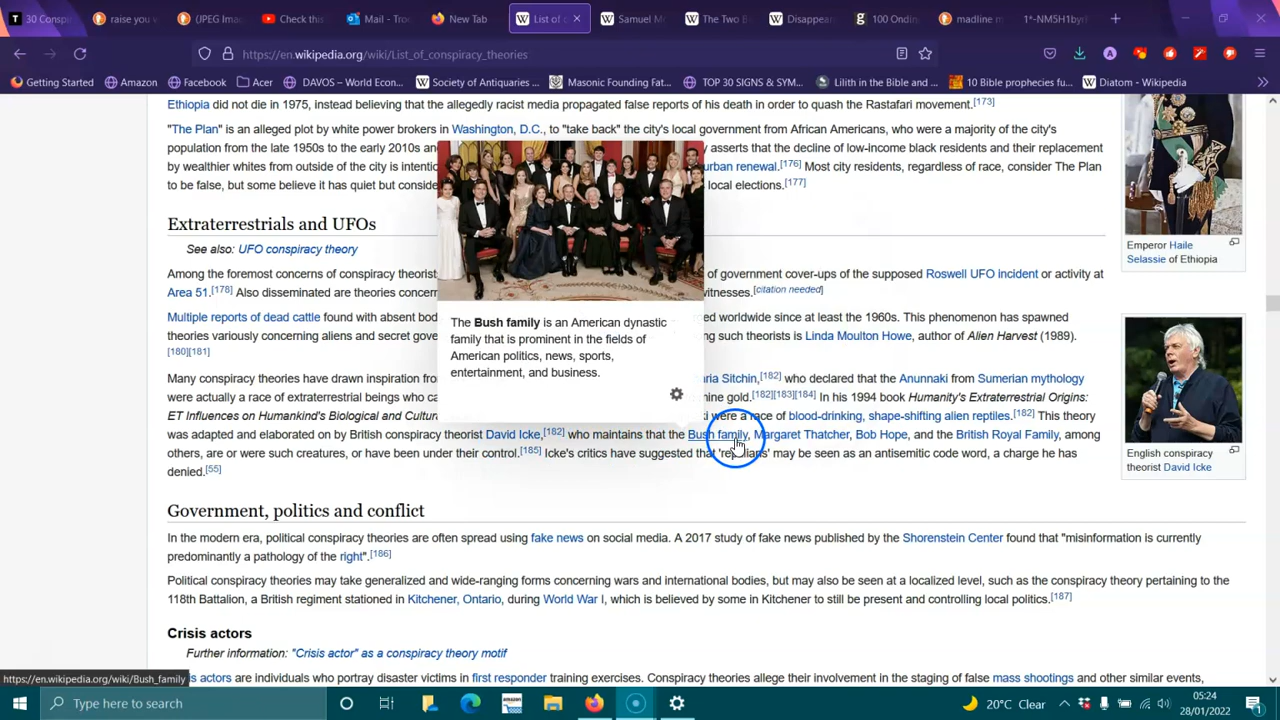 30 Conspi
raise you v
(JPEG Ima
Check this
Mail - Troo
New Tab
List of c
Samuel M
The Two B
Disappear
100 Ondin
madline m
1*-NM5H1byd
https://en.wikipedia.org/wiki/List_of_conspiracy_theories
Getting Started
Amazon
Facebook
Acer
DAVOS – World Econ...
Society of Antiquaries ...
Masonic Founding Fat...
TOP 30 SIGNS & SYM...
Lilith in the Bible and ...
10 Bible prophecies fu...
Diatom - Wikipedia
Ethiopia did not die in 1975, instead believing that the allegedly racist media propagated false reports of his death in order to quash the Rastafari movement.[173]
"The Plan" is an alleged plot by white power brokers in Washington, D.C., to "take back" the city's local government from African Americans, who were a majority of the city's
population from the late 1950s to the early 2010s and asserts that the decline of low-income black residents and their replacement
by wealthier whites from outside of the city is intentio urban renewal.[176] Most city residents, regardless of race, consider The Plan
to be false, but some believe it has quiet but conside local elections.[177]
Extraterrestrials and UFOs
See also: UFO conspiracy theory
Among the foremost concerns of conspiracy theorist of government cover-ups of the supposed Roswell UFO incident or activity at
Area 51.[178] Also disseminated are theories concern witnesses.[citation needed]
Multiple reports of dead cattle found with absent bod ged worldwide since at least the 1960s. This phenomenon has spawned
theories variously concerning aliens and secret gover ng such theorists is Linda Moulton Howe, author of Alien Harvest (1989).
[180][181]
Many conspiracy theories have drawn inspiration fron aria Sitchin,[182] who declared that the Anunnaki from Sumerian mythology
were actually a race of extraterrestrial beings who ca nine gold.[182][183][184] In his 1994 book Humanity's Extraterrestrial Origins:
ET Influences on Humankind's Biological and Cultura ki were a race of blood-drinking, shape-shifting alien reptiles.[182] This theory
was adapted and elaborated on by British conspiracy theorist David Icke,[182] who maintains that the Bush family, Margaret Thatcher, Bob Hope, and the British Royal Family, among
others, are or were such creatures, or have been under their control.[185] Icke's critics have suggested that 'reptilians' may be seen as an antisemitic code word, a charge he has
denied.[55]
The Bush family is an American dynastic
family that is prominent in the fields of
American politics, news, sports,
entertainment, and business.
Emperor Haile
Selassie of Ethiopia
English conspiracy
theorist David Icke
Government, politics and conflict
In the modern era, political conspiracy theories are often spread using fake news on social media. A 2017 study of fake news published by the Shorenstein Center found that "misinformation is currently
predominantly a pathology of the right".[186]
Political conspiracy theories may take generalized and wide-ranging forms concerning wars and international bodies, but may also be seen at a localized level, such as the conspiracy theory pertaining to the
118th Battalion, a British regiment stationed in Kitchener, Ontario, during World War I, which is believed by some in Kitchener to still be present and controlling local politics.[187]
Crisis actors
Further information: "Crisis actor" as a conspiracy theory motif
is actors are individuals who portray disaster victims in first responder training exercises. Conspiracy theories allege their involvement in the staging of false mass shootings and other similar events,
https://en.wikipedia.org/wiki/Bush_family
Type here to search
amazon
20°C Clear
05:24
28/01/2022